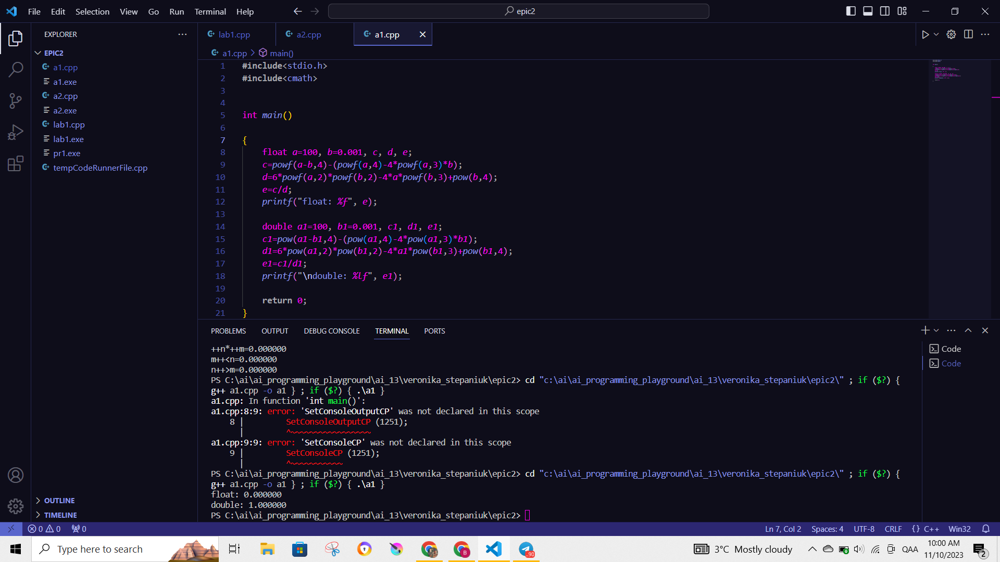 File Edit Selection View Go Run Terminal Help
epic2
EXPLORER
EPIC2
a1.cpp
a1.exe
a2.cpp
a2.exe
lab1.cpp
lab1.exe
pr1.exe
tempCodeRunnerFile.cpp
OUTLINE
TIMELINE
lab1.cpp a2.cpp a1.cpp
a1.cpp > main()
1 #include<stdio.h>
2 #include<cmath>
3
4
5 int main()
6
7 {
8 float a=100, b=0.001, c, d, e;
9 c=powf(a-b,4)-(powf(a,4)-4*powf(a,3)*b);
10 d=6*powf(a,2)*powf(b,2)-4*a*powf(b,3)+pow(b,4);
11 e=c/d;
12 printf("float: %f", e);
13
14 double a1=100, b1=0.001, c1, d1, e1;
15 c1=pow(a1-b1,4)-(pow(a1,4)-4*pow(a1,3)*b1);
16 d1=6*pow(a1,2)*pow(b1,2)-4*a1*pow(b1,3)+pow(b1,4);
17 e1=c1/d1;
18 printf("\ndouble: %lf", e1);
19
20 return 0;
21 }
PROBLEMS OUTPUT DEBUG CONSOLE TERMINAL PORTS
++n*++m=0.000000
m++<n=0.000000
n++>m=0.000000
PS C:\ai\ai_programming_playground\ai_13\veronika_stepaniuk\epic2> cd "c:\ai\ai_programming_playground\ai_13\veronika_stepaniuk\epic2\" ; if ($?) {
g++ a1.cpp -o a1 } ; if ($?) { .\a1 }
a1.cpp: In function 'int main()':
a1.cpp:8:9: error: 'SetConsoleOutputCP' was not declared in this scope
8 | SetConsoleOutputCP (1251);
| ^~~~~~~~~~~~~~~~~~
a1.cpp:9:9: error: 'SetConsoleCP' was not declared in this scope
9 | SetConsoleCP (1251);
| ^~~~~~~~~~~~
PS C:\ai\ai_programming_playground\ai_13\veronika_stepaniuk\epic2> cd "c:\ai\ai_programming_playground\ai_13\veronika_stepaniuk\epic2\" ; if ($?) {
g++ a1.cpp -o a1 } ; if ($?) { .\a1 }
float: 0.000000
double: 1.000000
PS C:\ai\ai_programming_playground\ai_13\veronika_stepaniuk\epic2>
Code
Code
0 0 0
Ln 7, Col 2 Spaces: 4 UTF-8 CRLF {} C++ Win32
Type here to search
..90
3°C Mostly cloudy
QAA
10:00 AM
11/10/2023
2